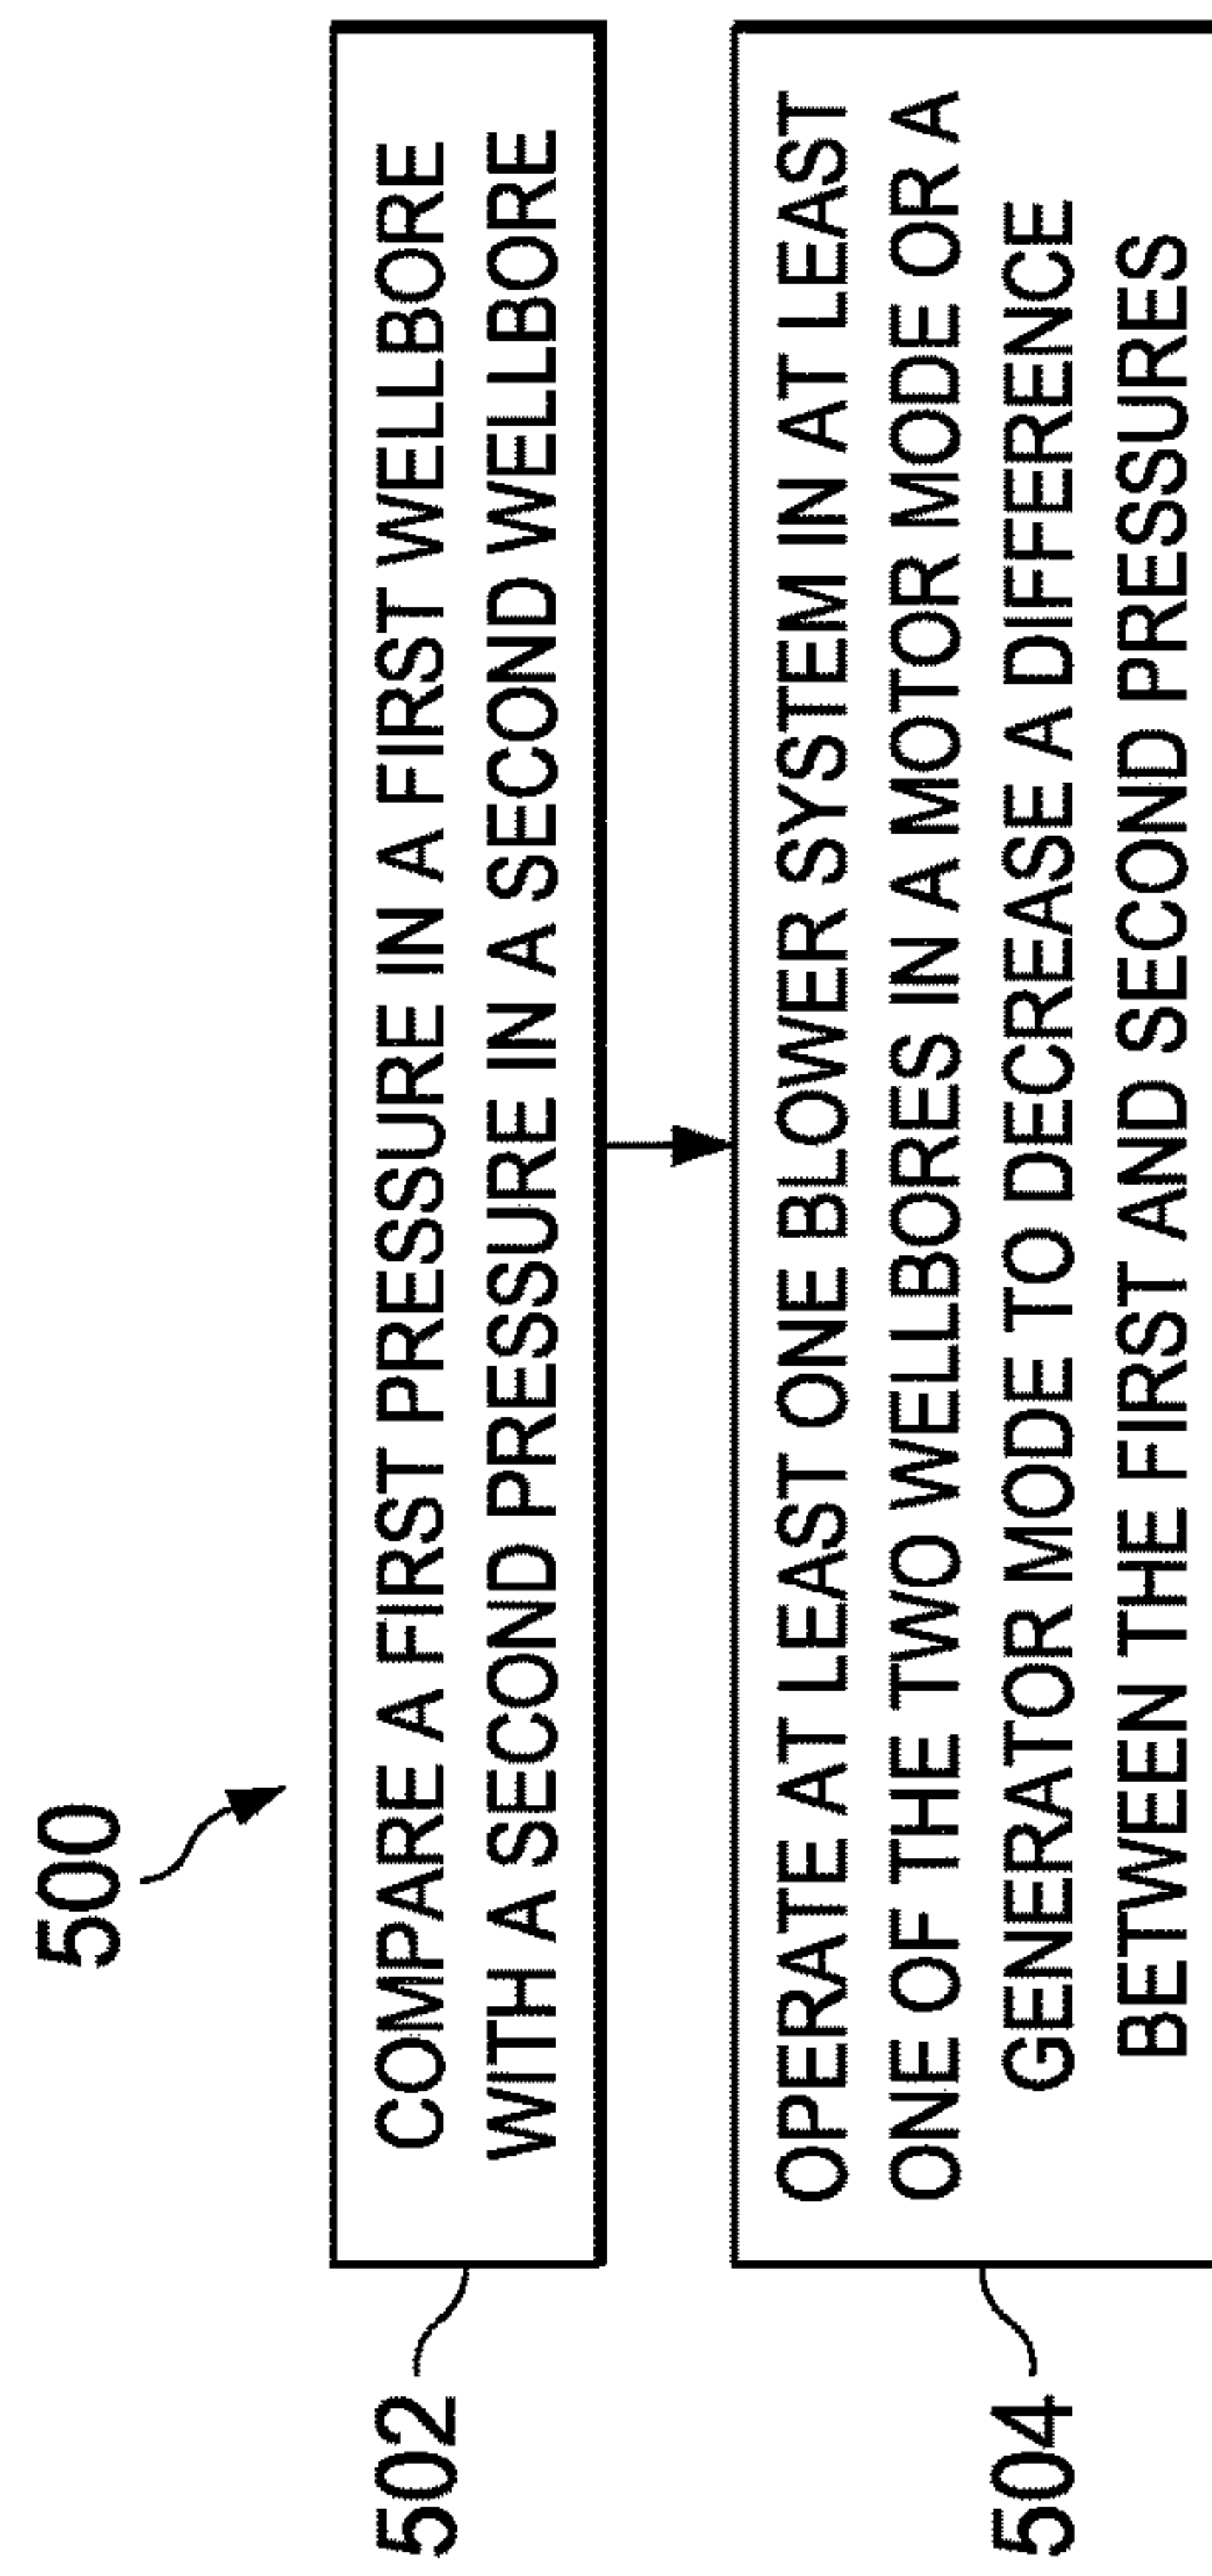 500
502
COMPARE A FIRST PRESSURE IN A FIRST WELLBORE
WITH A SECOND PRESSURE IN A SECOND WELLBORE
504
OPERATE AT LEAST ONE BLOWER SYSTEM IN AT LEAST
ONE OF THE TWO WELLBORES IN A MOTOR MODE OR A
GENERATOR MODE TO DECREASE A DIFFERENCE
BETWEEN THE FIRST AND SECOND PRESSURES